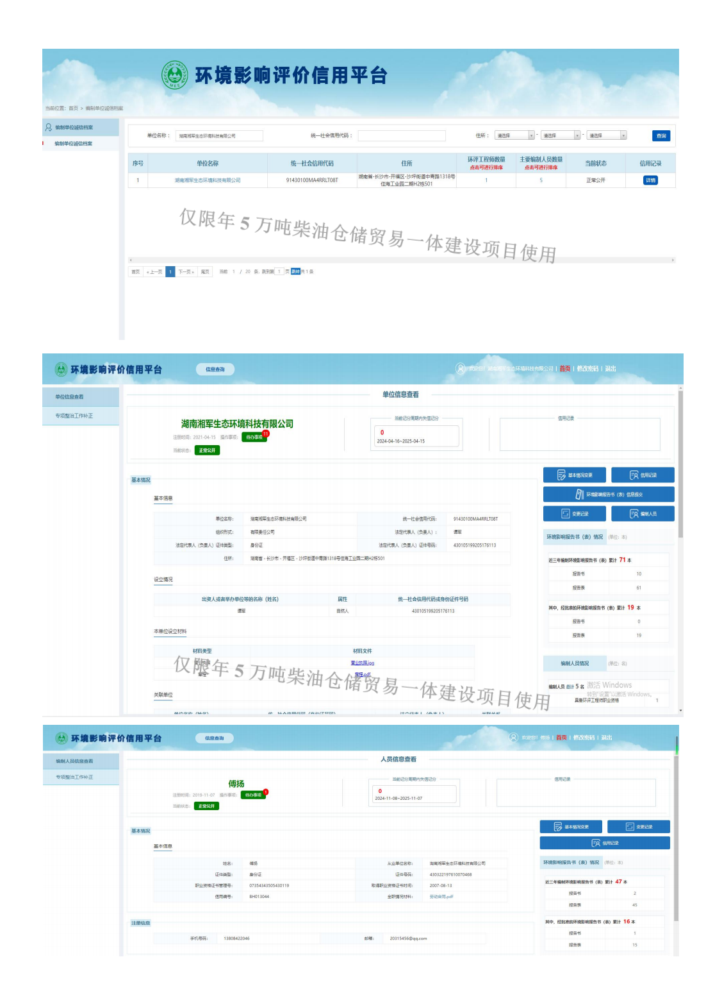 环境影响评价信用平台
当前位置：首页 > 编制单位诚信档案
编制单位诚信档案
编制单位诚信档案
单位名称： 湖南湘军生态环境科技有限公司 统一社会信用代码： 住所： 请选择 - 请选择 - 请选择 查询
序号 单位名称 统一社会信用代码 住所 环评工程师数量 点击可进行排序 主要编制人员数量 点击可进行排序 当前状态 信用记录
1 湖南湘军生态环境科技有限公司 91430100MA4RRLT08T 湖南省-长沙市-开福区-沙坪街道中青路1318号佳海工业园二期H2栋501 1 5 正常公开 详情
仅限年5万吨柴油仓储贸易一体建设项目使用
首页 «上一页 1 下一页» 尾页 当前 1 / 20 条, 跳到第 1 页 跳转 共1条
环境影响评价信用平台 信息查询 欢迎您! 湖南湘军生态环境科技有限公司 | 首页 | 修改密码 | 退出
单位信息查看
专项整治工作补正
单位信息查看
湖南湘军生态环境科技有限公司
注册时间: 2021-04-15 操作事项: 待办事项 11
当前状态: 正常公开
当前记分周期内失信记分
0
2024-04-16~2025-04-15
信用记录
基本情况变更 信用记录
环境影响报告书（表）信息提交
变更记录 编制人员
基本情况
基本信息
单位名称: 湖南湘军生态环境科技有限公司 统一社会信用代码: 91430100MA4RRLT08T
组织形式: 有限责任公司 法定代表人（负责人）: 谭军
法定代表人（负责人）证件类型: 身份证 法定代表人（负责人）证件号码: 430105199205176113
住所: 湖南省 - 长沙市 - 开福区 - 沙坪街道中青路1318号佳海工业园二期H2栋501
设立情况
出资人或者举办单位等的名称（姓名） 属性 统一社会信用代码或身份证件号码
谭军 自然人 430105199205176113
本单位设立材料
材料类型 材料文件
营业执照 营业执照.jpg
章程 章程.pdf
关联单位
仅限年5万吨柴油仓储贸易一体建设项目使用
环境影响报告书（表）情况 (单位: 本)
近三年编制环境影响报告书（表）累计 71 本
报告书 10
报告表 61
其中，经批准的环境影响报告书（表）累计 19 本
报告书 0
报告表 19
编制人员情况 (单位: 名)
编制人员 总计 5 名
具备环评工程师职业资格 1
激活 Windows
转到"设置"以激活 Windows。
环境影响评价信用平台 信息查询 欢迎您! 傅扬 | 首页 | 修改密码 | 退出
编制人员信息查看
专项整治工作补正
人员信息查看
傅扬
注册时间: 2019-11-07 操作事项: 待办事项 1
当前状态: 正常公开
当前记分周期内失信记分
0
2024-11-08~2025-11-07
信用记录
基本情况变更 变更记录
信用记录
基本情况
基本信息
姓名: 傅扬 从业单位名称: 湖南湘军生态环境科技有限公司
证件类型: 身份证 证件号码: 430322197610070468
职业资格证书管理号: 07354343505430119 取得职业资格证书时间: 2007-08-13
信用编号: BH013044 全职情况材料: 劳动合同.pdf
注册信息
手机号码: 13808422046 邮箱: 20315456@qq.com
环境影响报告书（表）情况 (单位: 本)
近三年编制环境影响报告书（表）累计 47 本
报告书 2
报告表 45
其中，经批准的环境影响报告书（表）累计 16 本
报告书 1
报告表 15